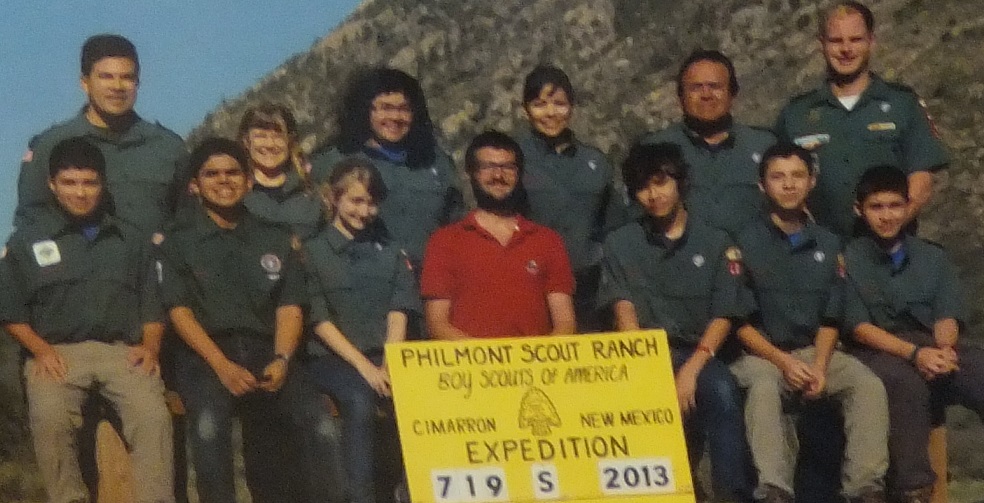 PHILMONT SCOUT RANCH
BOY SCOUTS OF AMERICA
CIMARRON NEW MEXICO
EXPEDITION
719 S 2013